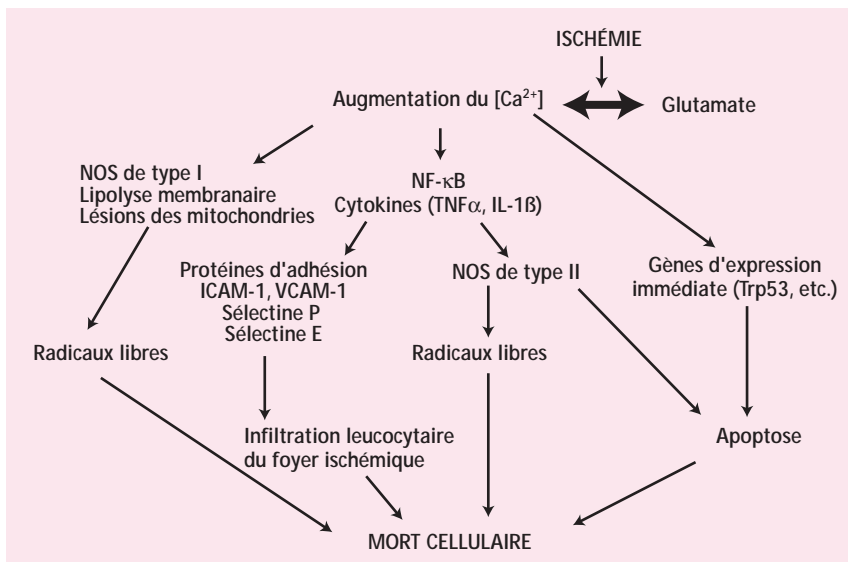 ISCHÉMIE
Augmentation du [Ca²⁺]
Glutamate
NOS de type I
Lipolyse membranaire
Lésions des mitochondries
NF-κB
Cytokines (TNFα, IL-1ß)
Protéines d'adhésion
ICAM-1, VCAM-1
Sélectine P
Sélectine E
NOS de type II
Gènes d'expression
immédiate (Trp53, etc.)
Radicaux libres
Radicaux libres
Infiltration leucocytaire
du foyer ischémique
Apoptose
MORT CELLULAIRE